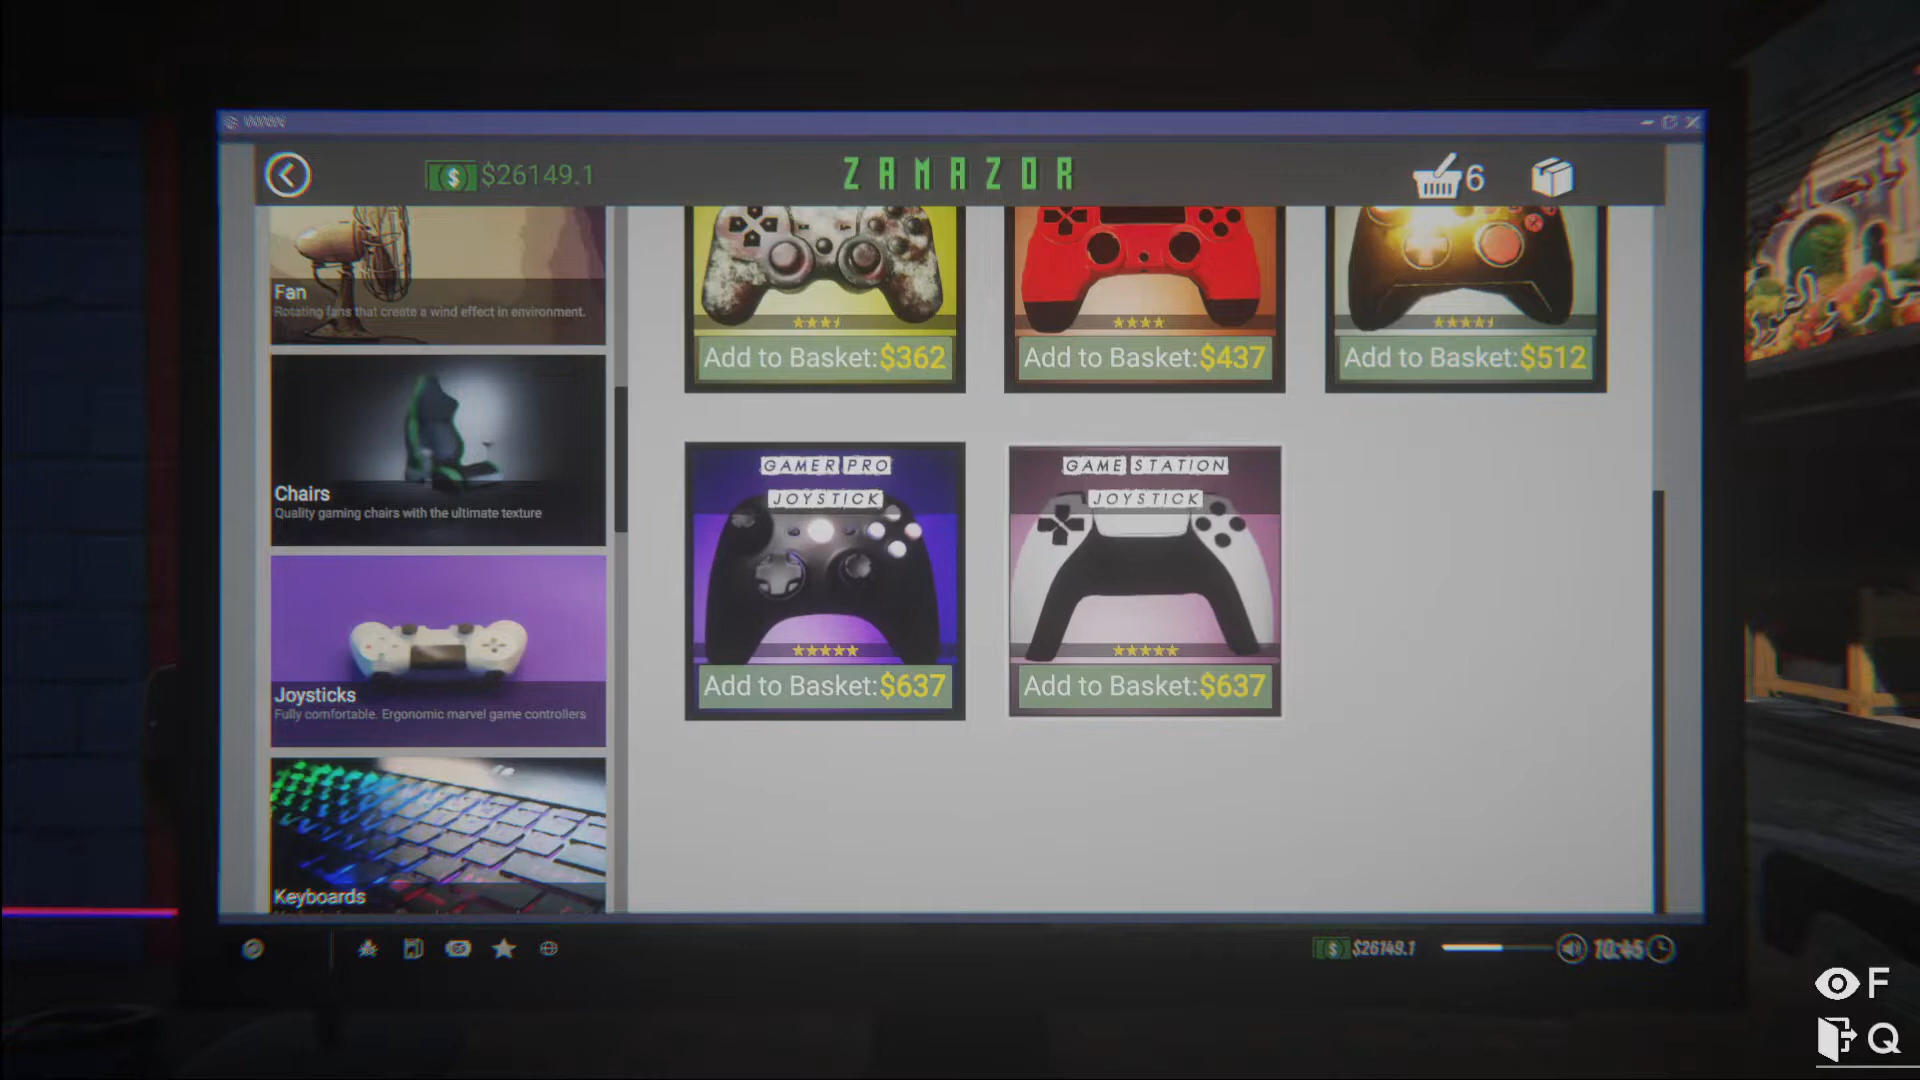 WWW
$26149.1
ZAMAZOR
6
Fan
Rotating fans that create a wind effect in environment.
Chairs
Quality gaming chairs with the ultimate texture
Joysticks
Fully comfortable. Ergonomic marvel game controllers
Keyboards
Add to Basket:$362
Add to Basket:$437
Add to Basket:$512
GAMER PRO
JOYSTICK
Add to Basket:$637
GAME STATION
JOYSTICK
Add to Basket:$637
$26149.1
10:45
F
Q